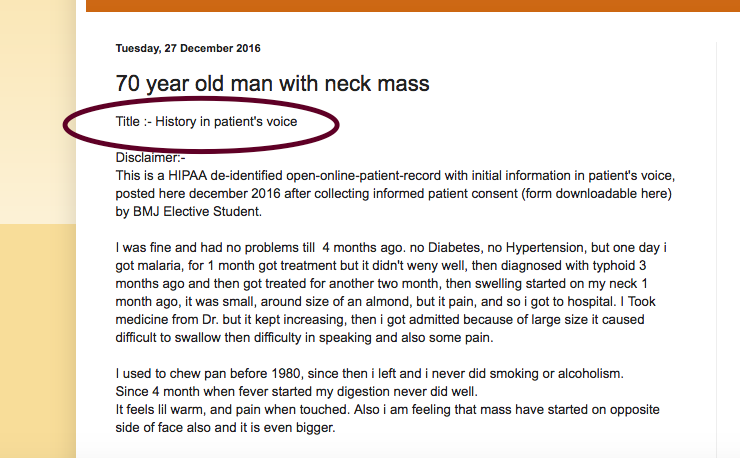 Tuesday, 27 December 2016
70 year old man with neck mass
Title :- History in patient's voice
Disclaimer:-
This is a HIPAA de-identified open-online-patient-record with initial information in patient's voice,
posted here december 2016 after collecting informed patient consent (form downloadable here)
by BMJ Elective Student.
I was fine and had no problems till  4 months ago. no Diabetes, no Hypertension, but one day i
got malaria, for 1 month got treatment but it didn't weny well, then diagnosed with typhoid 3
months ago and then got treated for another two month, then swelling started on my neck 1
month ago, it was small, around size of an almond, but it pain, and so i got to hospital. I Took
medicine from Dr. but it kept increasing, then i got admitted because of large size it caused
difficult to swallow then difficulty in speaking and also some pain.
I used to chew pan before 1980, since then i left and i never did smoking or alcoholism.
Since 4 month when fever started my digestion never did well.
It feels lil warm, and pain when touched. Also i am feeling that mass have started on opposite
side of face also and it is even bigger.